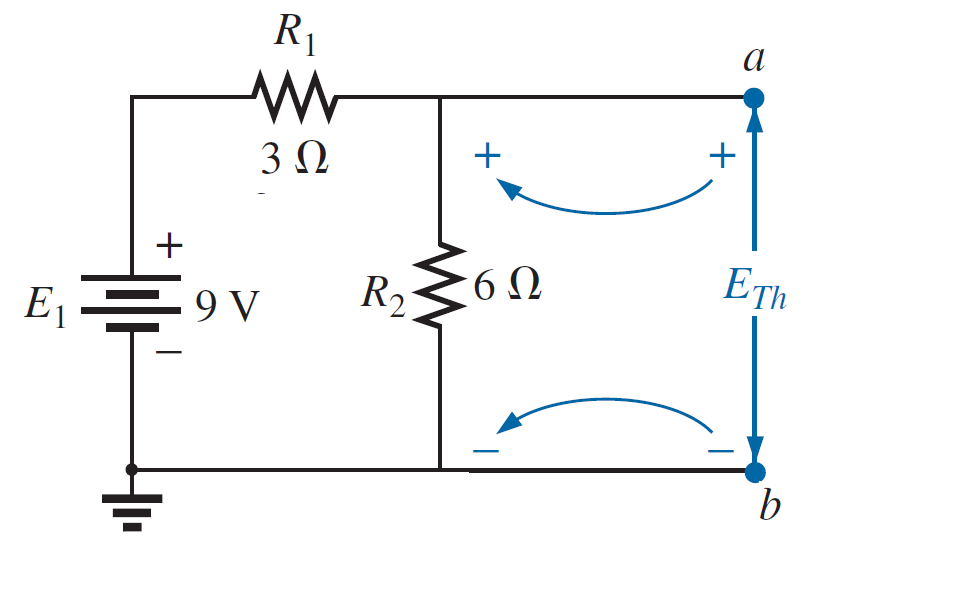 R1
a
3 Ω
+ +
+
E1
9 V
R2
6 Ω
ETh
−
− −
b